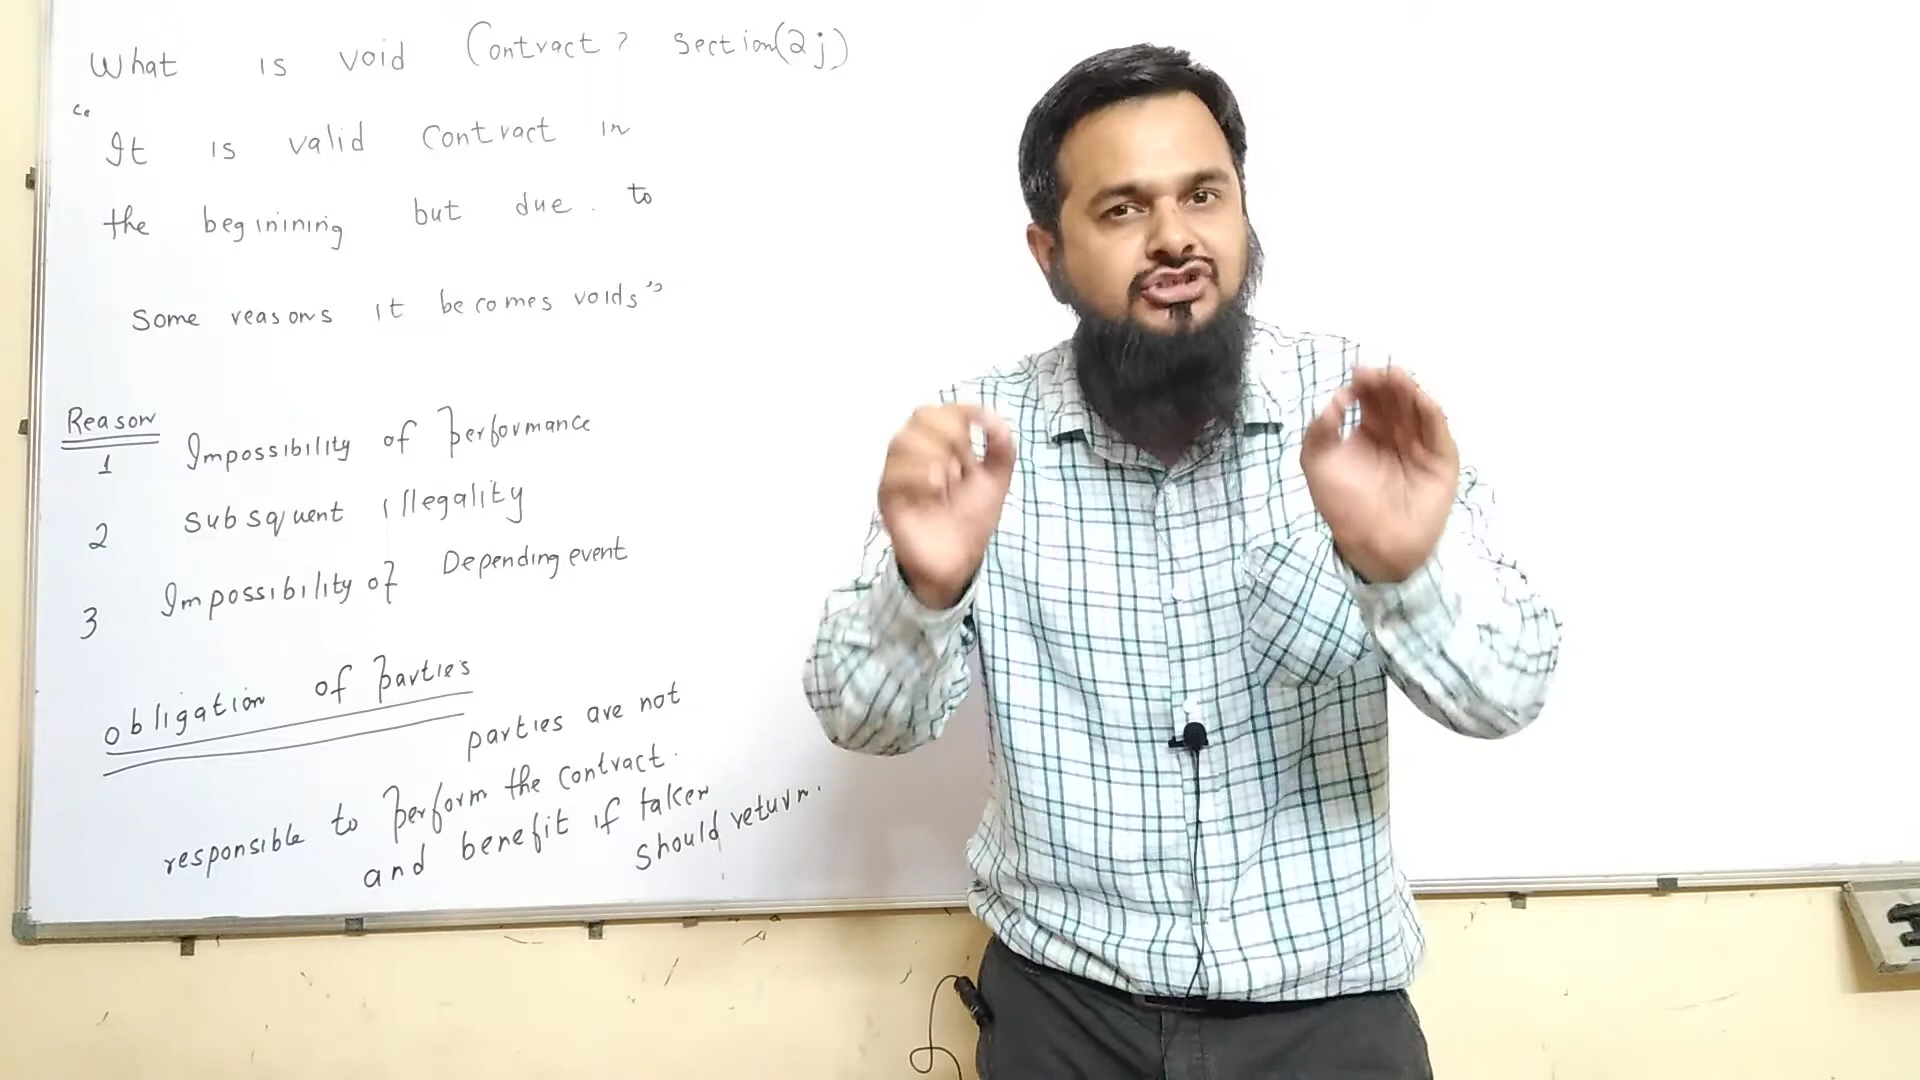 What is void Contract? section(2j)
"It is valid contract in
the beginining but due to
Some reasons it becomes voids"
Reason
1 Impossibility of Performance
2 Subsquent illegality
3 Impossibility of Depending event
obligation of Parties
parties are not
responsible to Perform the contract.
and benefit if taken
should return.